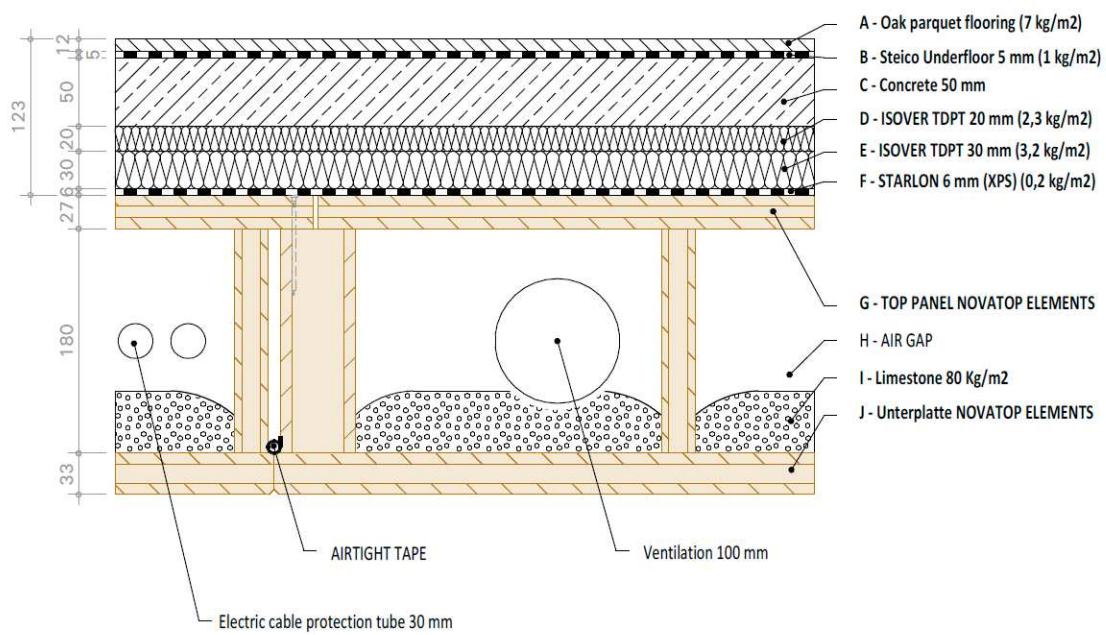 A - Oak parquet flooring (7 kg/m2)
B - Steico Underfloor 5 mm (1 kg/m2)
C - Concrete 50 mm
D - ISOVER TDPT 20 mm (2,3 kg/m2)
E - ISOVER TDPT 30 mm (3,2 kg/m2)
F - STARLON 6 mm (XPS) (0,2 kg/m2)
G - TOP PANEL NOVATOP ELEMENTS
H - AIR GAP
I - Limestone 80 Kg/m2
J - Unterplatte NOVATOP ELEMENTS
12
5
50
123
20
30
6
27
180
33
AIRTIGHT TAPE
Ventilation 100 mm
Electric cable protection tube 30 mm